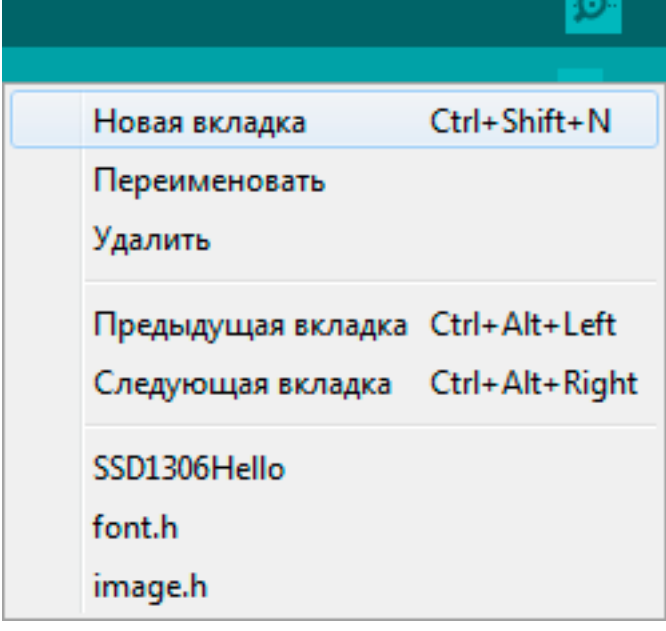 Новая вкладка Ctrl+Shift+N
Переименовать
Удалить
Предыдущая вкладка Ctrl+Alt+Left
Следующая вкладка Ctrl+Alt+Right
SSD1306Hello
font.h
image.h